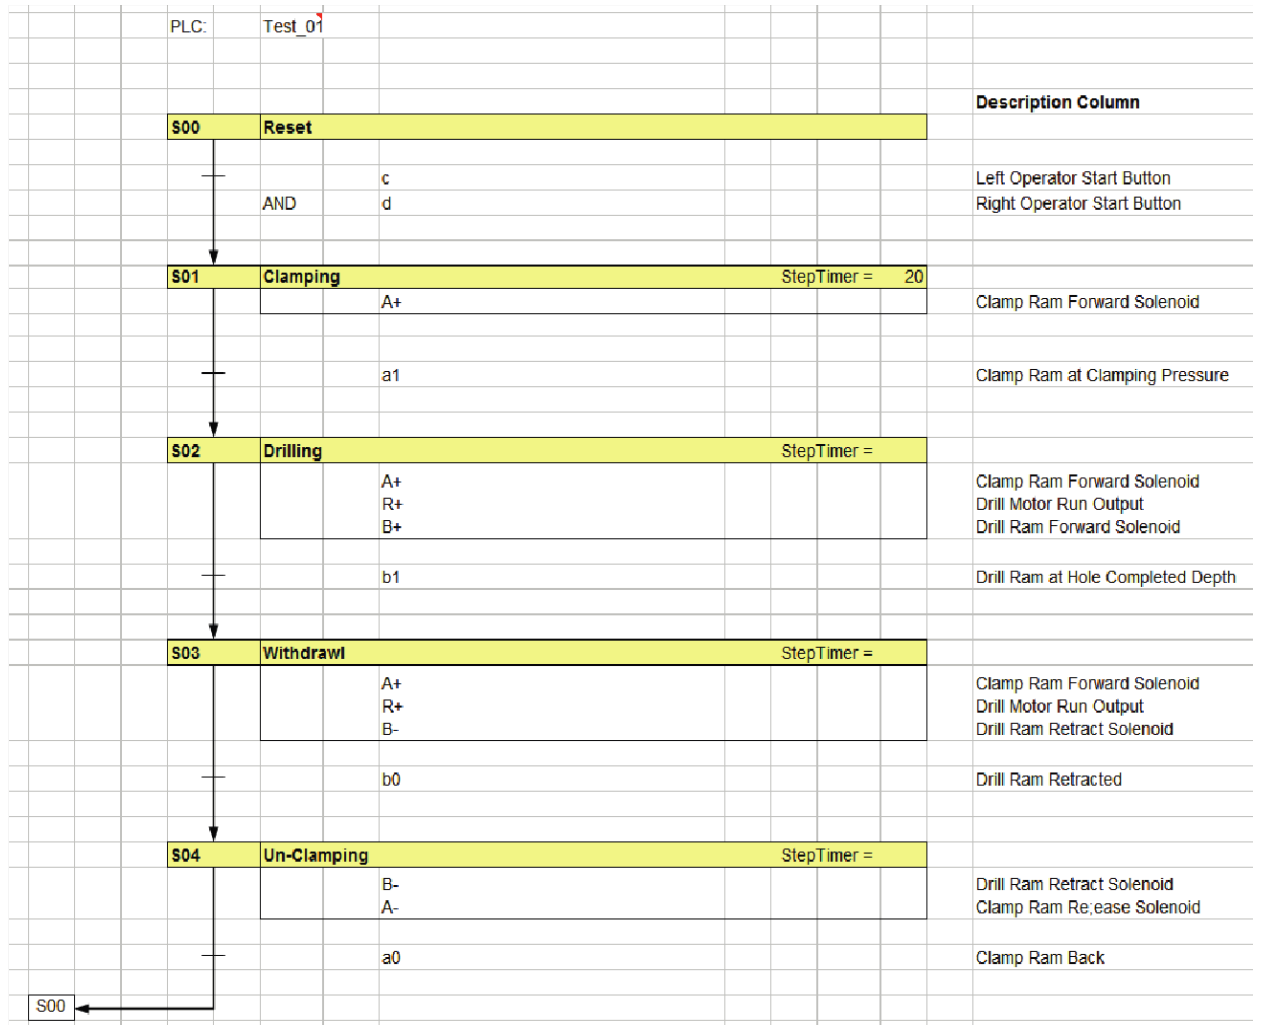 PLC: Test_01
Description Column
S00 Reset
c Left Operator Start Button
AND d Right Operator Start Button
S01 Clamping StepTimer = 20
A+ Clamp Ram Forward Solenoid
a1 Clamp Ram at Clamping Pressure
S02 Drilling StepTimer =
A+ Clamp Ram Forward Solenoid
R+ Drill Motor Run Output
B+ Drill Ram Forward Solenoid
b1 Drill Ram at Hole Completed Depth
S03 Withdrawl StepTimer =
A+ Clamp Ram Forward Solenoid
R+ Drill Motor Run Output
B- Drill Ram Retract Solenoid
b0 Drill Ram Retracted
S04 Un-Clamping StepTimer =
B- Drill Ram Retract Solenoid
A- Clamp Ram Re;ease Solenoid
a0 Clamp Ram Back
S00